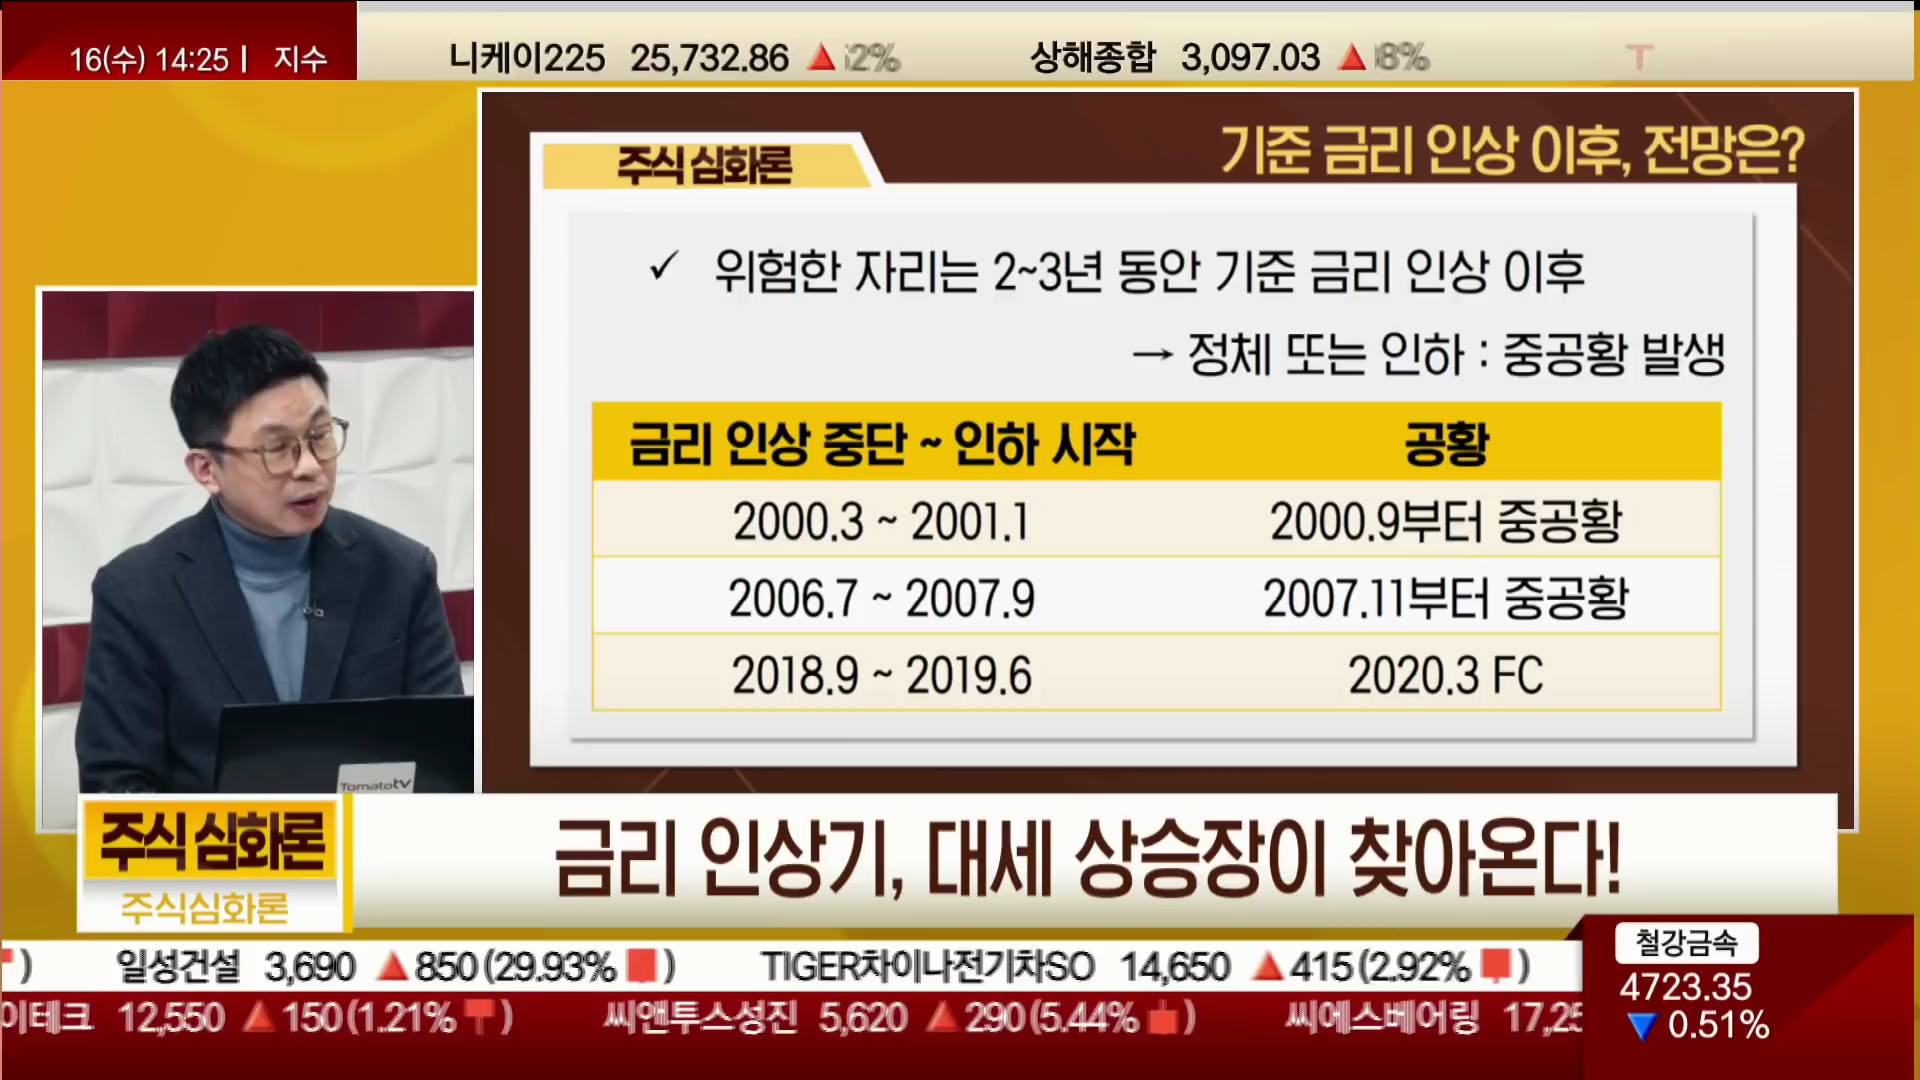 16(수) 14:25 | 지수
니케이225 25,732.86 ▲
상해종합 3,097.03 ▲
기준 금리 인상 이후, 전망은?
주식 심화론
✓ 위험한 자리는 2~3년 동안 기준 금리 인상 이후
→ 정체 또는 인하 : 중공황 발생
금리 인상 중단 ~ 인하 시작 공황
2000.3 ~ 2001.1 2000.9부터 중공황
2006.7 ~ 2007.9 2007.11부터 중공황
2018.9 ~ 2019.6 2020.3 FC
Tomatotv
주식 심화론
주식심화론
금리 인상기, 대세 상승장이 찾아온다!
) 일성건설 3,690 ▲850(29.93% ) TIGER차이나전기차SO 14,650 ▲415(2.92% )
이테크 12,550 ▲150(1.21% ) 씨앤투스성진 5,620 ▲290(5.44% ) 씨에스베어링
철강금속
4723.35
▼ 0.51%